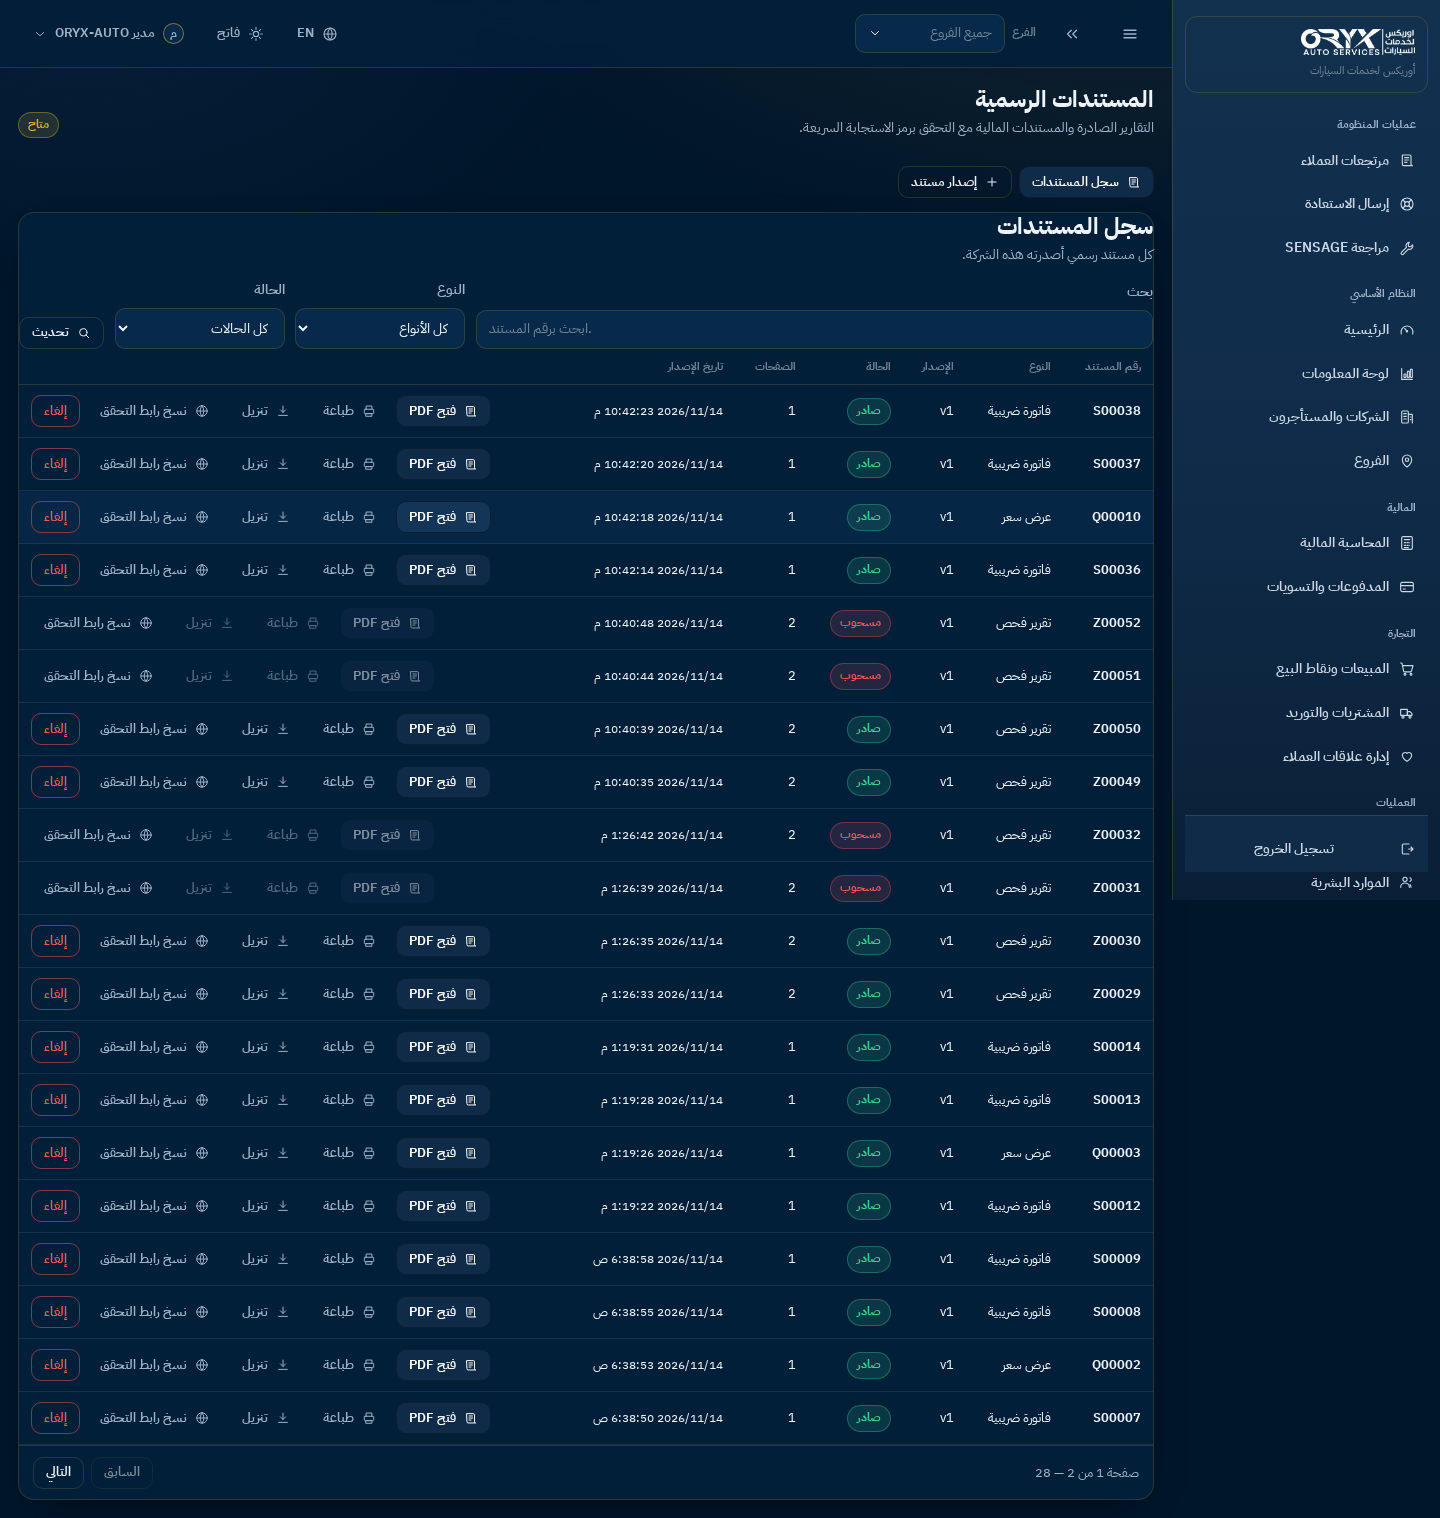 ORYX AUTO SERVICES
أوريكس لخدمات السيارات
أوريكس لخدمات السيارات
عمليات المنظومة
مرتجعات العملاء
إرسال الاستعادة
مراجعة SENSAGE
النظام الأساسي
الرئيسية
لوحة المعلومات
الشركات والمستأجرون
الفروع
المالية
المحاسبة المالية
المدفوعات والتسويات
التجارة
المبيعات ونقاط البيع
المشتريات والتوريد
إدارة علاقات العملاء
العمليات
تسجيل الخروج
الموارد البشرية
الفرع
جميع الفروع
EN
فاتح
م
مدير ORYX-AUTO
المستندات الرسمية
التقارير الصادرة والمستندات المالية مع التحقق برمز الاستجابة السريعة.
متاح
سجل المستندات
إصدار مستند
سجل المستندات
كل مستند رسمي أصدرته هذه الشركة.
بحث
النوع
الحالة
ابحث برقم المستند.
كل الأنواع
كل الحالات
تحديث
رقم المستند النوع الإصدار الحالة الصفحات تاريخ الإصدار
S00038 فاتورة ضريبية v1 صادر 1 2026/11/14 10:42:23 م فتح PDF طباعة تنزيل نسخ رابط التحقق إلغاء
S00037 فاتورة ضريبية v1 صادر 1 2026/11/14 10:42:20 م فتح PDF طباعة تنزيل نسخ رابط التحقق إلغاء
Q00010 عرض سعر v1 صادر 1 2026/11/14 10:42:18 م فتح PDF طباعة تنزيل نسخ رابط التحقق إلغاء
S00036 فاتورة ضريبية v1 صادر 1 2026/11/14 10:42:14 م فتح PDF طباعة تنزيل نسخ رابط التحقق إلغاء
Z00052 تقرير فحص v1 مسحوب 2 2026/11/14 10:40:48 م فتح PDF طباعة تنزيل نسخ رابط التحقق
Z00051 تقرير فحص v1 مسحوب 2 2026/11/14 10:40:44 م فتح PDF طباعة تنزيل نسخ رابط التحقق
Z00050 تقرير فحص v1 صادر 2 2026/11/14 10:40:39 م فتح PDF طباعة تنزيل نسخ رابط التحقق إلغاء
Z00049 تقرير فحص v1 صادر 2 2026/11/14 10:40:35 م فتح PDF طباعة تنزيل نسخ رابط التحقق إلغاء
Z00032 تقرير فحص v1 مسحوب 2 2026/11/14 1:26:42 م فتح PDF طباعة تنزيل نسخ رابط التحقق
Z00031 تقرير فحص v1 مسحوب 2 2026/11/14 1:26:39 م فتح PDF طباعة تنزيل نسخ رابط التحقق
Z00030 تقرير فحص v1 صادر 2 2026/11/14 1:26:35 م فتح PDF طباعة تنزيل نسخ رابط التحقق إلغاء
Z00029 تقرير فحص v1 صادر 2 2026/11/14 1:26:33 م فتح PDF طباعة تنزيل نسخ رابط التحقق إلغاء
S00014 فاتورة ضريبية v1 صادر 1 2026/11/14 1:19:31 م فتح PDF طباعة تنزيل نسخ رابط التحقق إلغاء
S00013 فاتورة ضريبية v1 صادر 1 2026/11/14 1:19:28 م فتح PDF طباعة تنزيل نسخ رابط التحقق إلغاء
Q00003 عرض سعر v1 صادر 1 2026/11/14 1:19:26 م فتح PDF طباعة تنزيل نسخ رابط التحقق إلغاء
S00012 فاتورة ضريبية v1 صادر 1 2026/11/14 1:19:22 م فتح PDF طباعة تنزيل نسخ رابط التحقق إلغاء
S00009 فاتورة ضريبية v1 صادر 1 2026/11/14 6:38:58 ص فتح PDF طباعة تنزيل نسخ رابط التحقق إلغاء
S00008 فاتورة ضريبية v1 صادر 1 2026/11/14 6:38:55 ص فتح PDF طباعة تنزيل نسخ رابط التحقق إلغاء
Q00002 عرض سعر v1 صادر 1 2026/11/14 6:38:53 ص فتح PDF طباعة تنزيل نسخ رابط التحقق إلغاء
S00007 فاتورة ضريبية v1 صادر 1 2026/11/14 6:38:50 ص فتح PDF طباعة تنزيل نسخ رابط التحقق إلغاء
صفحة 1 من 2 — 28
السابق
التالي